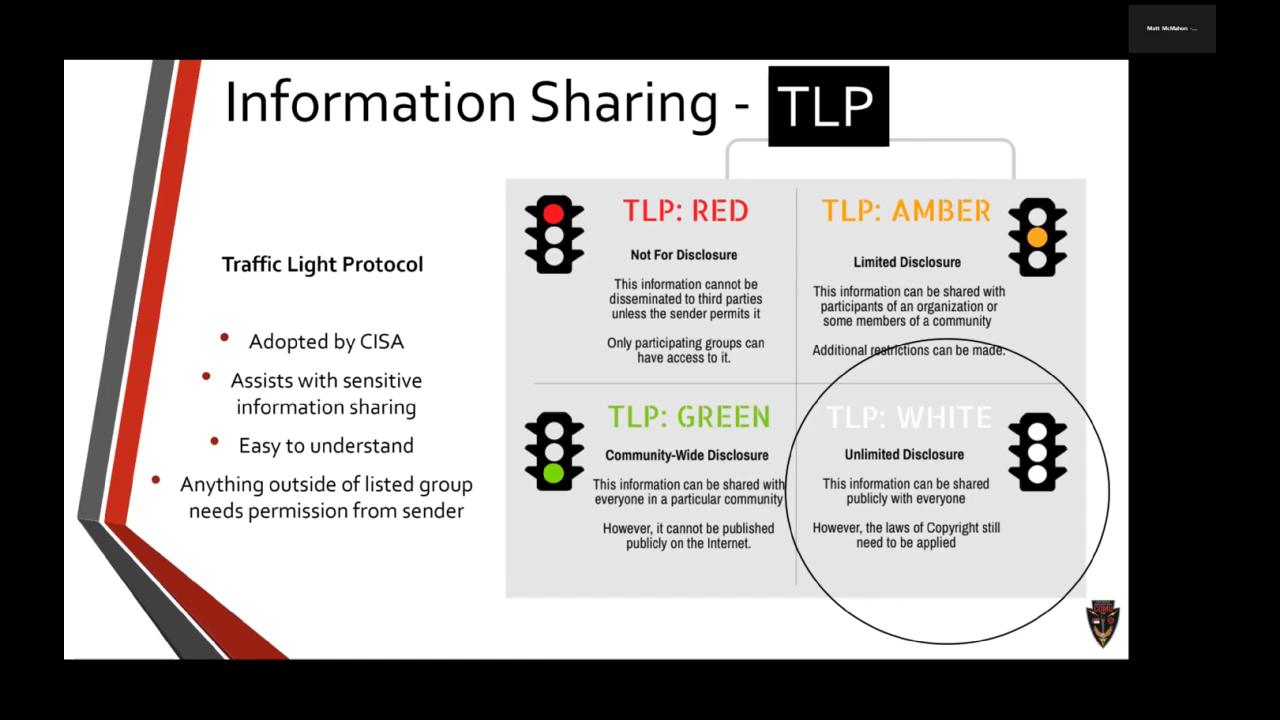 Matt McMahon -...
Information Sharing - TLP
Traffic Light Protocol
Adopted by CISA
Assists with sensitive
information sharing
Easy to understand
Anything outside of listed group
needs permission from sender
TLP: RED
Not For Disclosure
This information cannot be
disseminated to third parties
unless the sender permits it
Only participating groups can
have access to it.
TLP: AMBER
Limited Disclosure
This information can be shared with
participants of an organization or
some members of a community
Additional restrictions can be made.
TLP: GREEN
Community-Wide Disclosure
This information can be shared with
everyone in a particular community
However, it cannot be published
publicly on the Internet.
TLP: WHITE
Unlimited Disclosure
This information can be shared
publicly with everyone
However, the laws of Copyright still
need to be applied